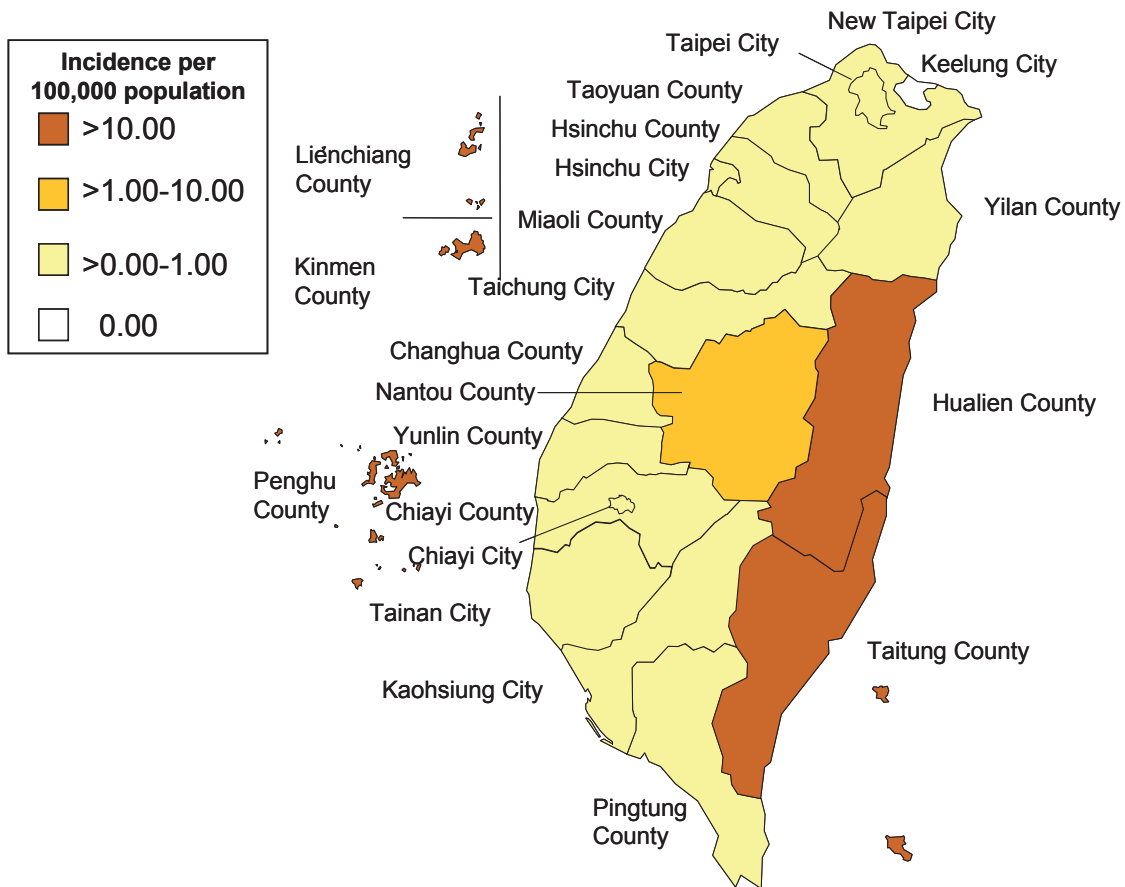 Incidence per
100,000 population
>10.00
>1.00-10.00
>0.00-1.00
0.00
New Taipei City
Taipei City
Keelung City
Taoyuan County
Hsinchu County
Hsinchu City
Lienchiang
County
Miaoli County
Yilan County
Kinmen
County
Taichung City
Changhua County
Nantou County
Hualien County
Yunlin County
Penghu
County
Chiayi County
Chiayi City
Tainan City
Taitung County
Kaohsiung City
Pingtung
County